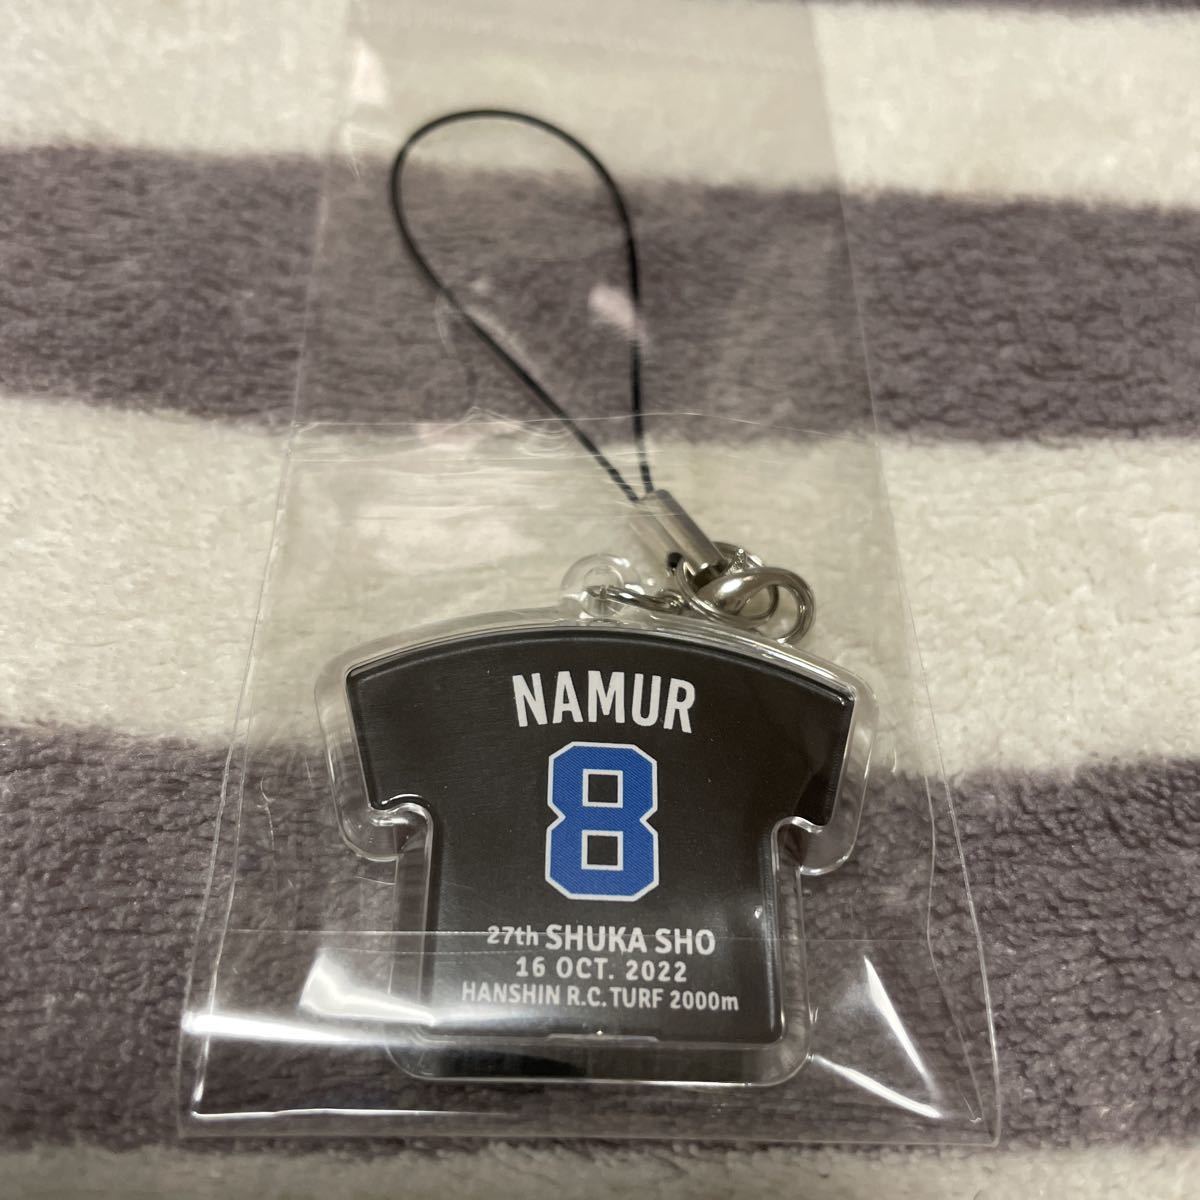 NAMUR
8
27th SHUKA SHO
16 OCT. 2022
HANSHIN R.C. TURF 2000m